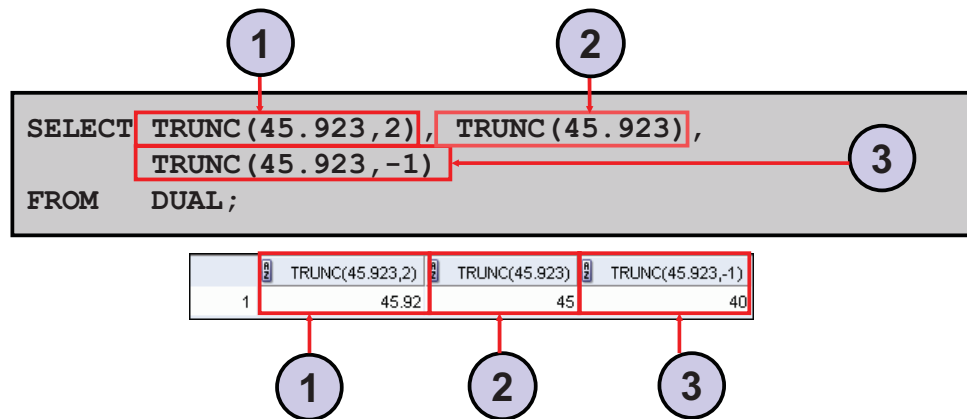 1 2
SELECT TRUNC(45.923,2), TRUNC(45.923),
TRUNC(45.923,-1) 3
FROM DUAL;
TRUNC(45.923,2) TRUNC(45.923) TRUNC(45.923,-1)
1 45.92 45 40
1 2 3